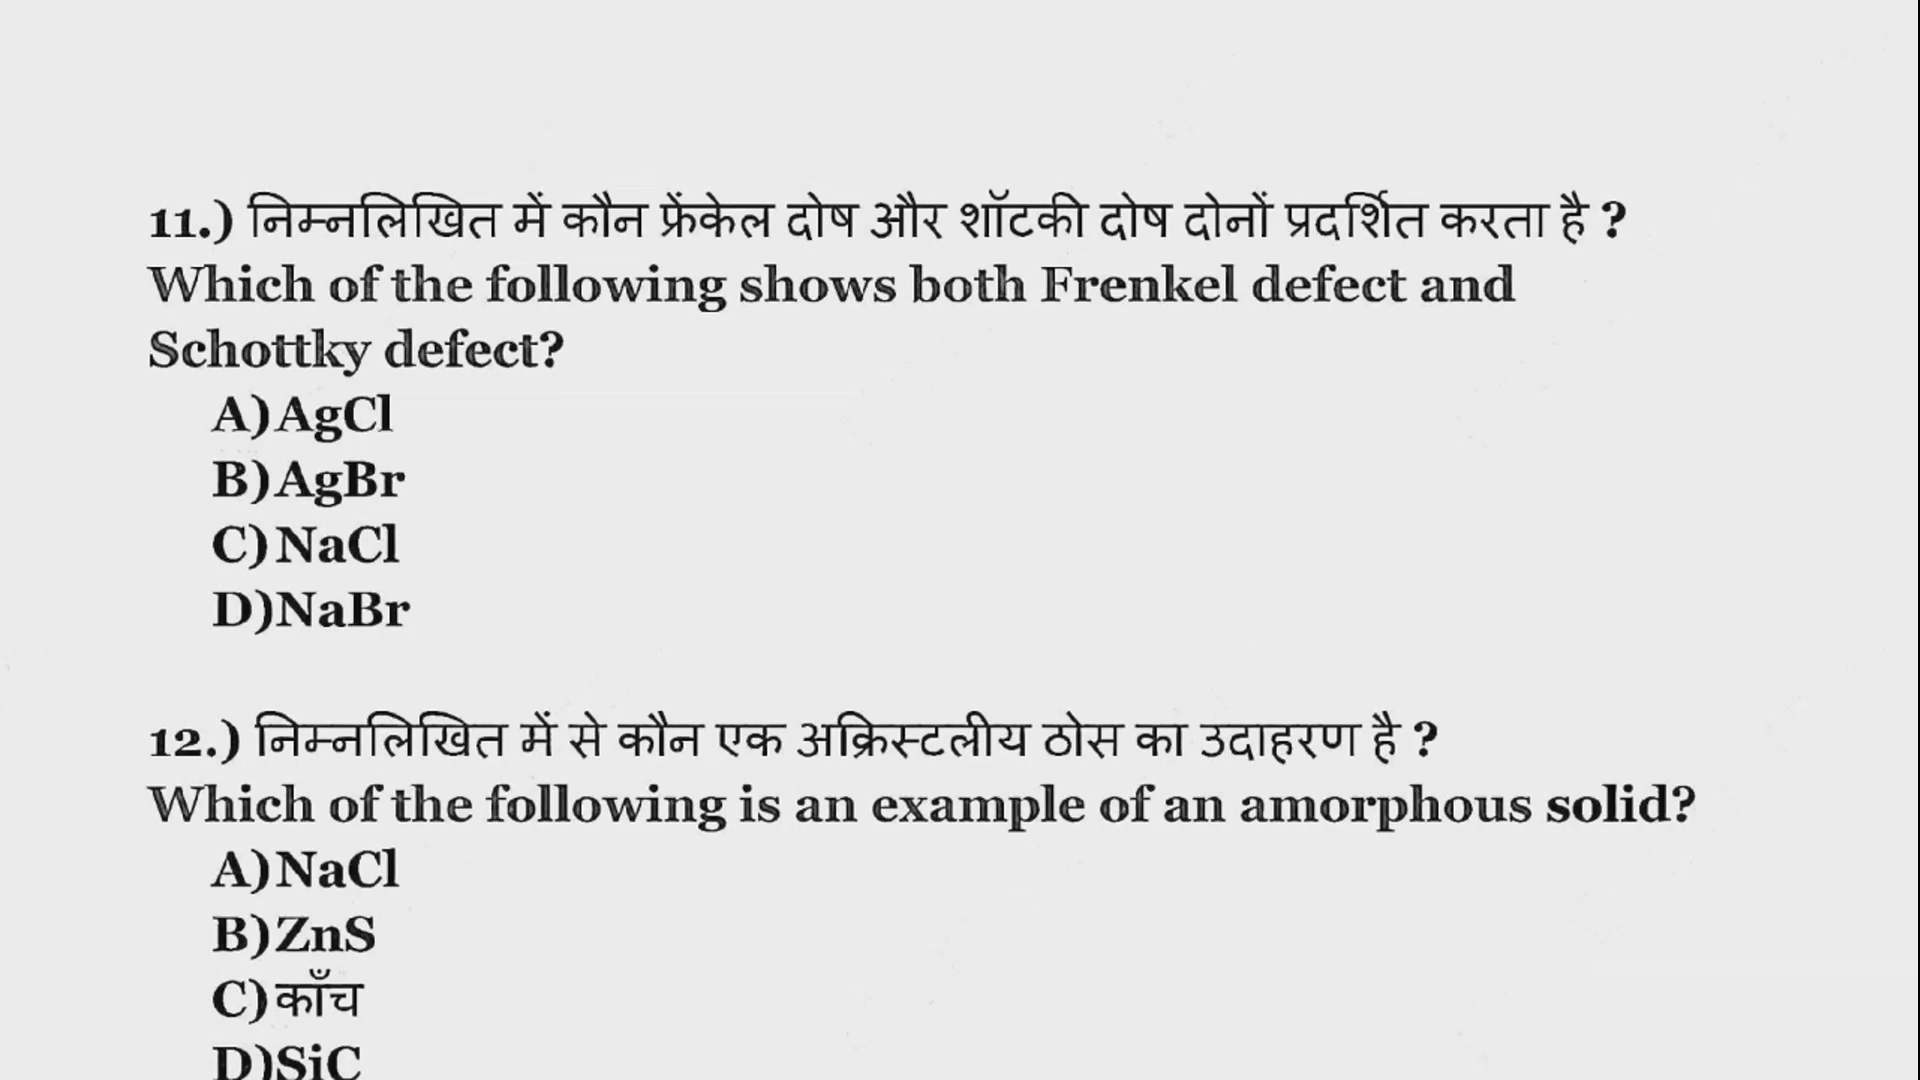 11.) निम्नलिखित में कौन फ्रेंकेल दोष और शॉटकी दोष दोनों प्रदर्शित करता है ?
Which of the following shows both Frenkel defect and
Schottky defect?
A) AgCl
B) AgBr
C) NaCl
D) NaBr
12.) निम्नलिखित में से कौन एक अक्रिस्टलीय ठोस का उदाहरण है ?
Which of the following is an example of an amorphous solid?
A) NaCl
B) ZnS
C) काँच
D) SiC